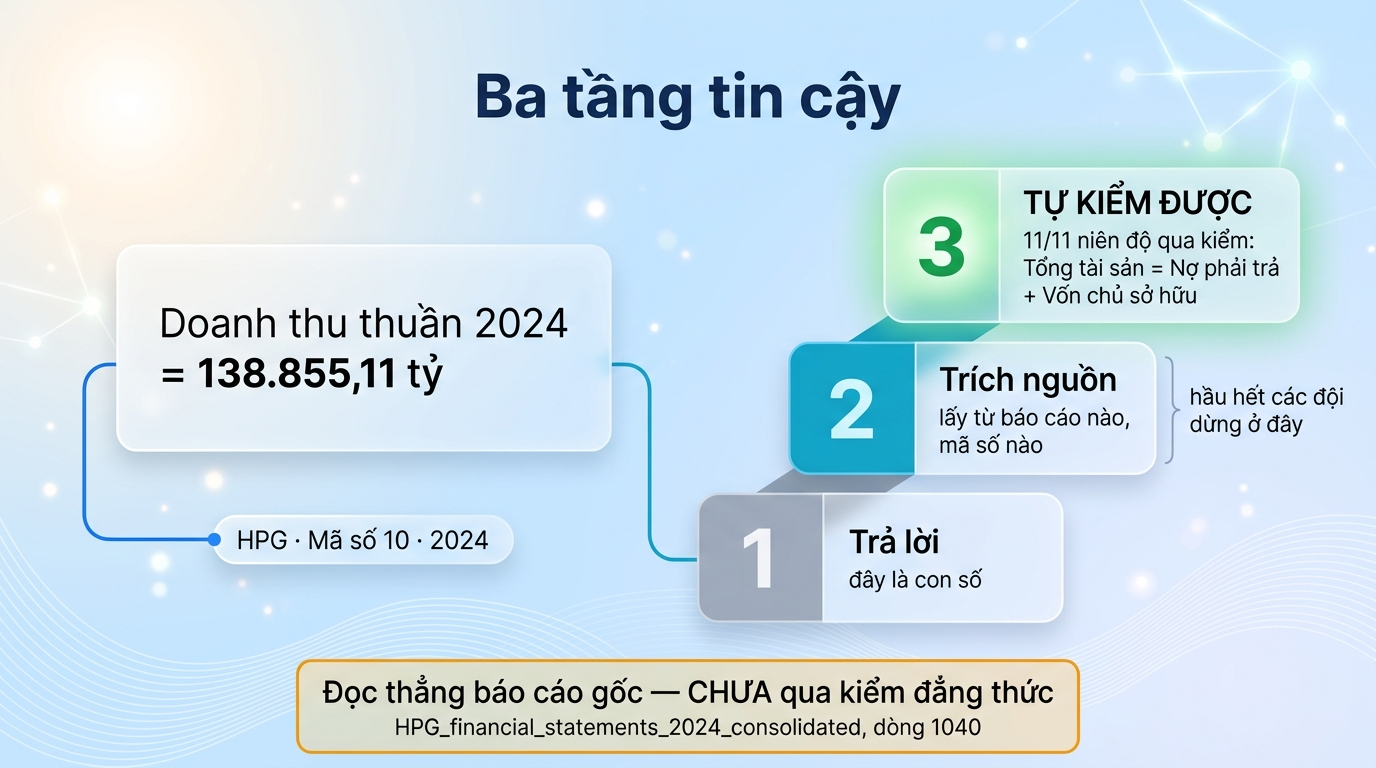 Ba tầng tin cậy
Doanh thu thuần 2024
= 138.855,11 tỷ
HPG · Mã số 10 · 2024
3
TỰ KIỂM ĐƯỢC
11/11 niên độ qua kiểm:
Tổng tài sản = Nợ phải trả
+ Vốn chủ sở hữu
2
Trích nguồn
lấy từ báo cáo nào,
mã số nào
hầu hết các đội
dừng ở đây
1
Trả lời
đây là con số
Đọc thẳng báo cáo gốc — CHƯA qua kiểm đẳng thức
HPG_financial_statements_2024_consolidated, dòng 1040